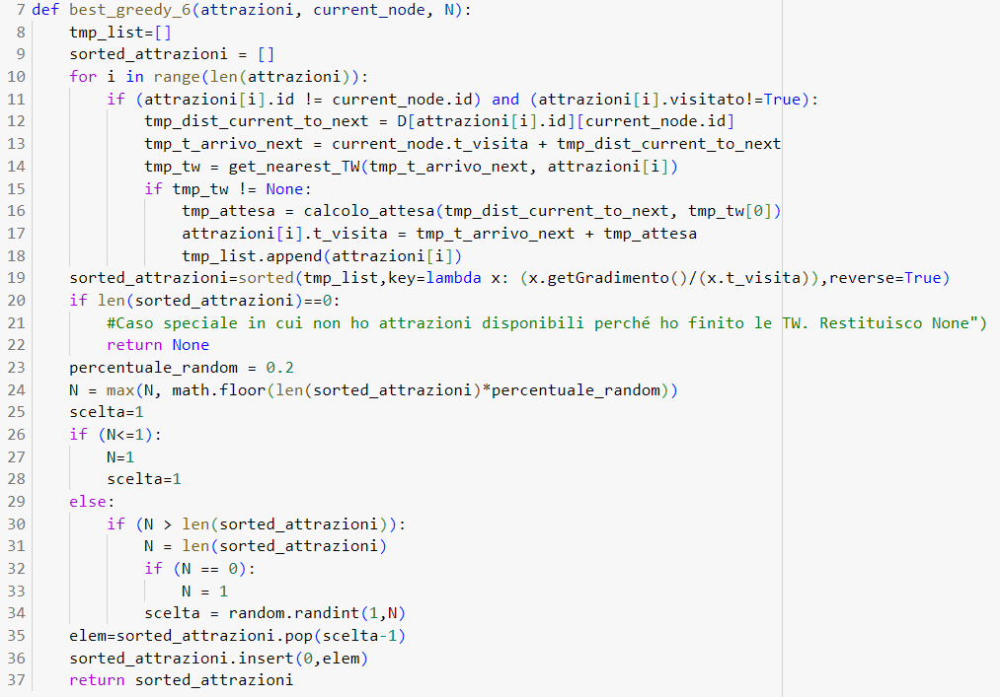 7 def best_greedy_6(attrazioni, current_node, N):
8     tmp_list=[]
9     sorted_attrazioni = []
10     for i in range(len(attrazioni)):
11         if (attrazioni[i].id != current_node.id) and (attrazioni[i].visitato!=True):
12             tmp_dist_current_to_next = D[attrazioni[i].id][current_node.id]
13             tmp_t_arrivo_next = current_node.t_visita + tmp_dist_current_to_next
14             tmp_tw = get_nearest_TW(tmp_t_arrivo_next, attrazioni[i])
15             if tmp_tw != None:
16                 tmp_attesa = calcolo_attesa(tmp_dist_current_to_next, tmp_tw[0])
17                 attrazioni[i].t_visita = tmp_t_arrivo_next + tmp_attesa
18                 tmp_list.append(attrazioni[i])
19     sorted_attrazioni=sorted(tmp_list,key=lambda x: (x.getGradimento()/(x.t_visita)),reverse=True)
20     if len(sorted_attrazioni)==0:
21         #Caso speciale in cui non ho attrazioni disponibili perché ho finito le TW. Restituisco None")
22         return None
23     percentuale_random = 0.2
24     N = max(N, math.floor(len(sorted_attrazioni)*percentuale_random))
25     scelta=1
26     if (N<=1):
27         N=1
28         scelta=1
29     else:
30         if (N > len(sorted_attrazioni)):
31             N = len(sorted_attrazioni)
32             if (N == 0):
33                 N = 1
34             scelta = random.randint(1,N)
35     elem=sorted_attrazioni.pop(scelta-1)
36     sorted_attrazioni.insert(0,elem)
37     return sorted_attrazioni